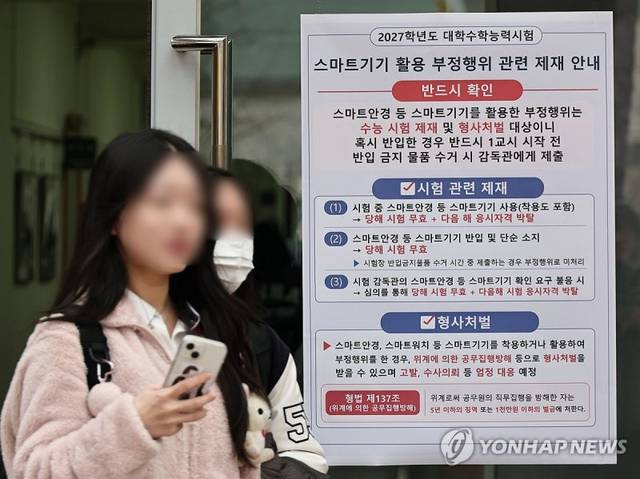 2027학년도 대학수학능력시험
스마트기기 활용 부정행위 관련 제재 안내
반드시 확인
스마트안경 등 스마트기기를 활용한 부정행위는
수능 시험 제재 및 형사처벌 대상이니
혹시 반입한 경우 반드시 1교시 시작 전
반입 금지 물품 수거 시 감독관에게 제출
시험 관련 제재
(1) 시험 중 스마트안경 등 스마트기기 사용(착용도 포함)
→ 당해 시험 무효 + 다음 해 응시자격 박탈
(2) 스마트안경 등 스마트기기 반입 및 단순 소지
→ 당해 시험 무효
▶ 시험장 반입금지물품 수거 시간 중 제출하는 경우 부정행위로 미처리
(3) 시험 감독관의 스마트안경 등 스마트기기 확인 요구 불응 시
→ 심의를 통해 당해 시험 무효 + 다음해 시험 응시자격 박탈
형사처벌
▶ 스마트안경, 스마트워치 등 스마트기기를 착용하거나 활용하여
부정행위를 한 경우, 위계에 의한 공무집행방해 등으로 형사처벌을
받을 수 있으며 고발, 수사의뢰 등 엄정 대응 예정
형법 제137조
(위계에 의한 공무집행방해)
위계로써 공무원의 직무집행을 방해한 자는
5년 이하의 징역 또는 1천만원 이하의 벌금에 처한다.
YONHAPNEWS
5